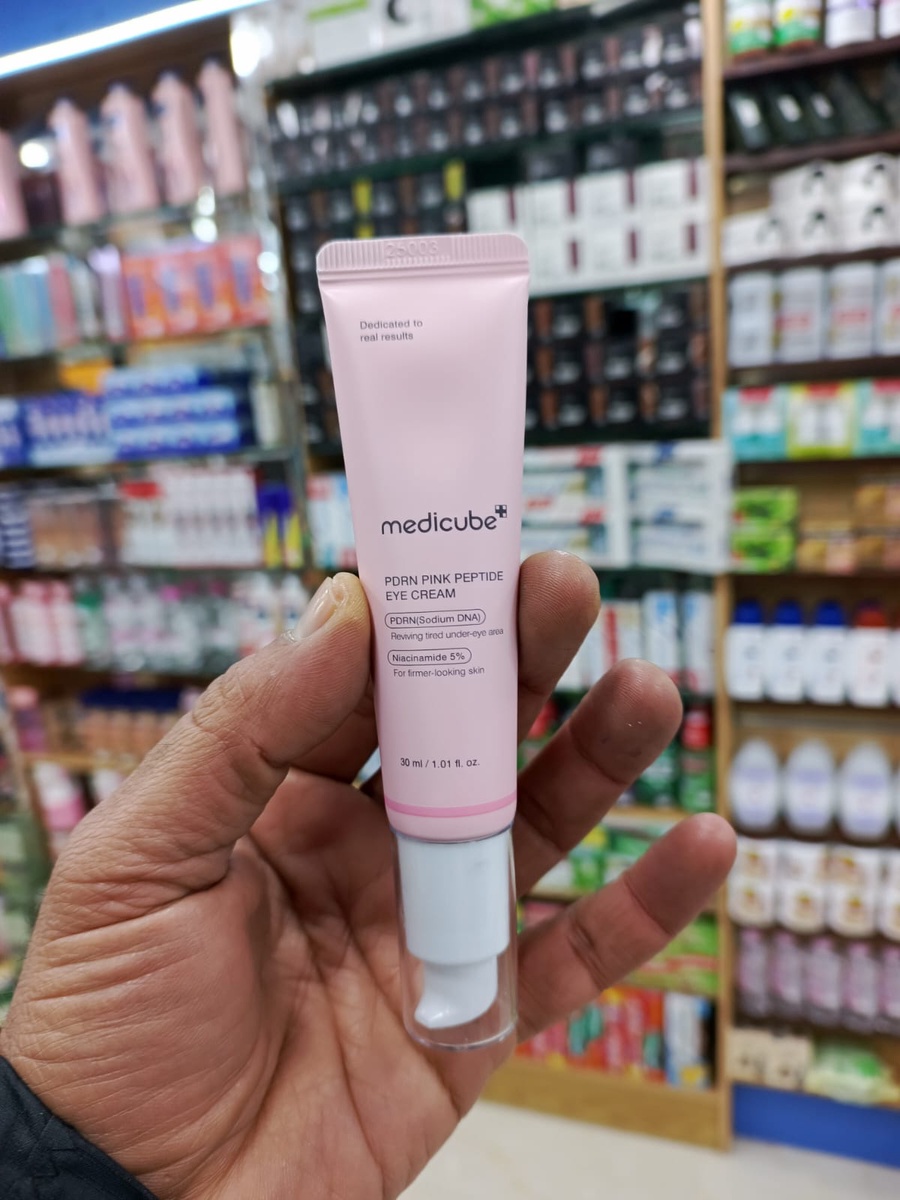 25003
Dedicated to
real results
medicube
PDRN PINK PEPTIDE
EYE CREAM
PDRN(Sodium DNA)
Reviving tired under-eye area
Niacinamide 5%
For firmer-looking skin
30 ml / 1.01 fl. oz.